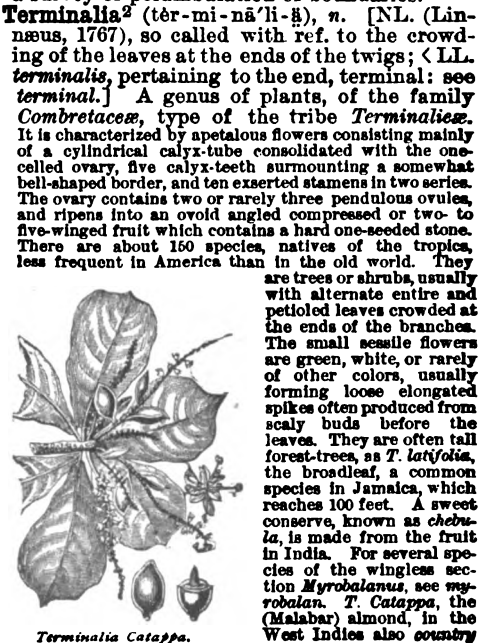 Terminalia² (tėr-mi-nā′li-ä̤), n. [NL. (Lin-
næus, 1767), so called with ref. to the crowd-
ing of the leaves at the ends of the twigs; < LL.
terminalis, pertaining to the end, terminal: see
terminal.] A genus of plants, of the family
Combretaceæ, type of the tribe Terminalieæ.
It is characterized by apetalous flowers consisting mainly
of a cylindrical calyx-tube consolidated with the one-
celled ovary, five calyx-teeth surmounting a somewhat
bell-shaped border, and ten exserted stamens in two series.
The ovary contains two or rarely three pendulous ovules,
and ripens into an ovoid angled compressed or two- to
five-winged fruit which contains a hard one-seeded stone.
There are about 150 species, natives of the tropics,
less frequent in America than in the old world. They
are trees or shrubs, usually
with alternate entire and
petioled leaves crowded at
the ends of the branches.
The small sessile flowers
are green, white, or rarely
of other colors, usually
forming loose elongated
spikes often produced from
scaly buds before the
leaves. They are often tall
forest-trees, as T. latifolia,
the broadleaf, a common
species in Jamaica, which
reaches 100 feet. A sweet
conserve, known as chebu-
la, is made from the fruit
in India. For several spe-
cies of the wingless sec-
tion Myrobalanus, see my-
robalan. T. Catappa, the
(Malabar) almond, in the
West Indies also country
Terminalia Catappa.